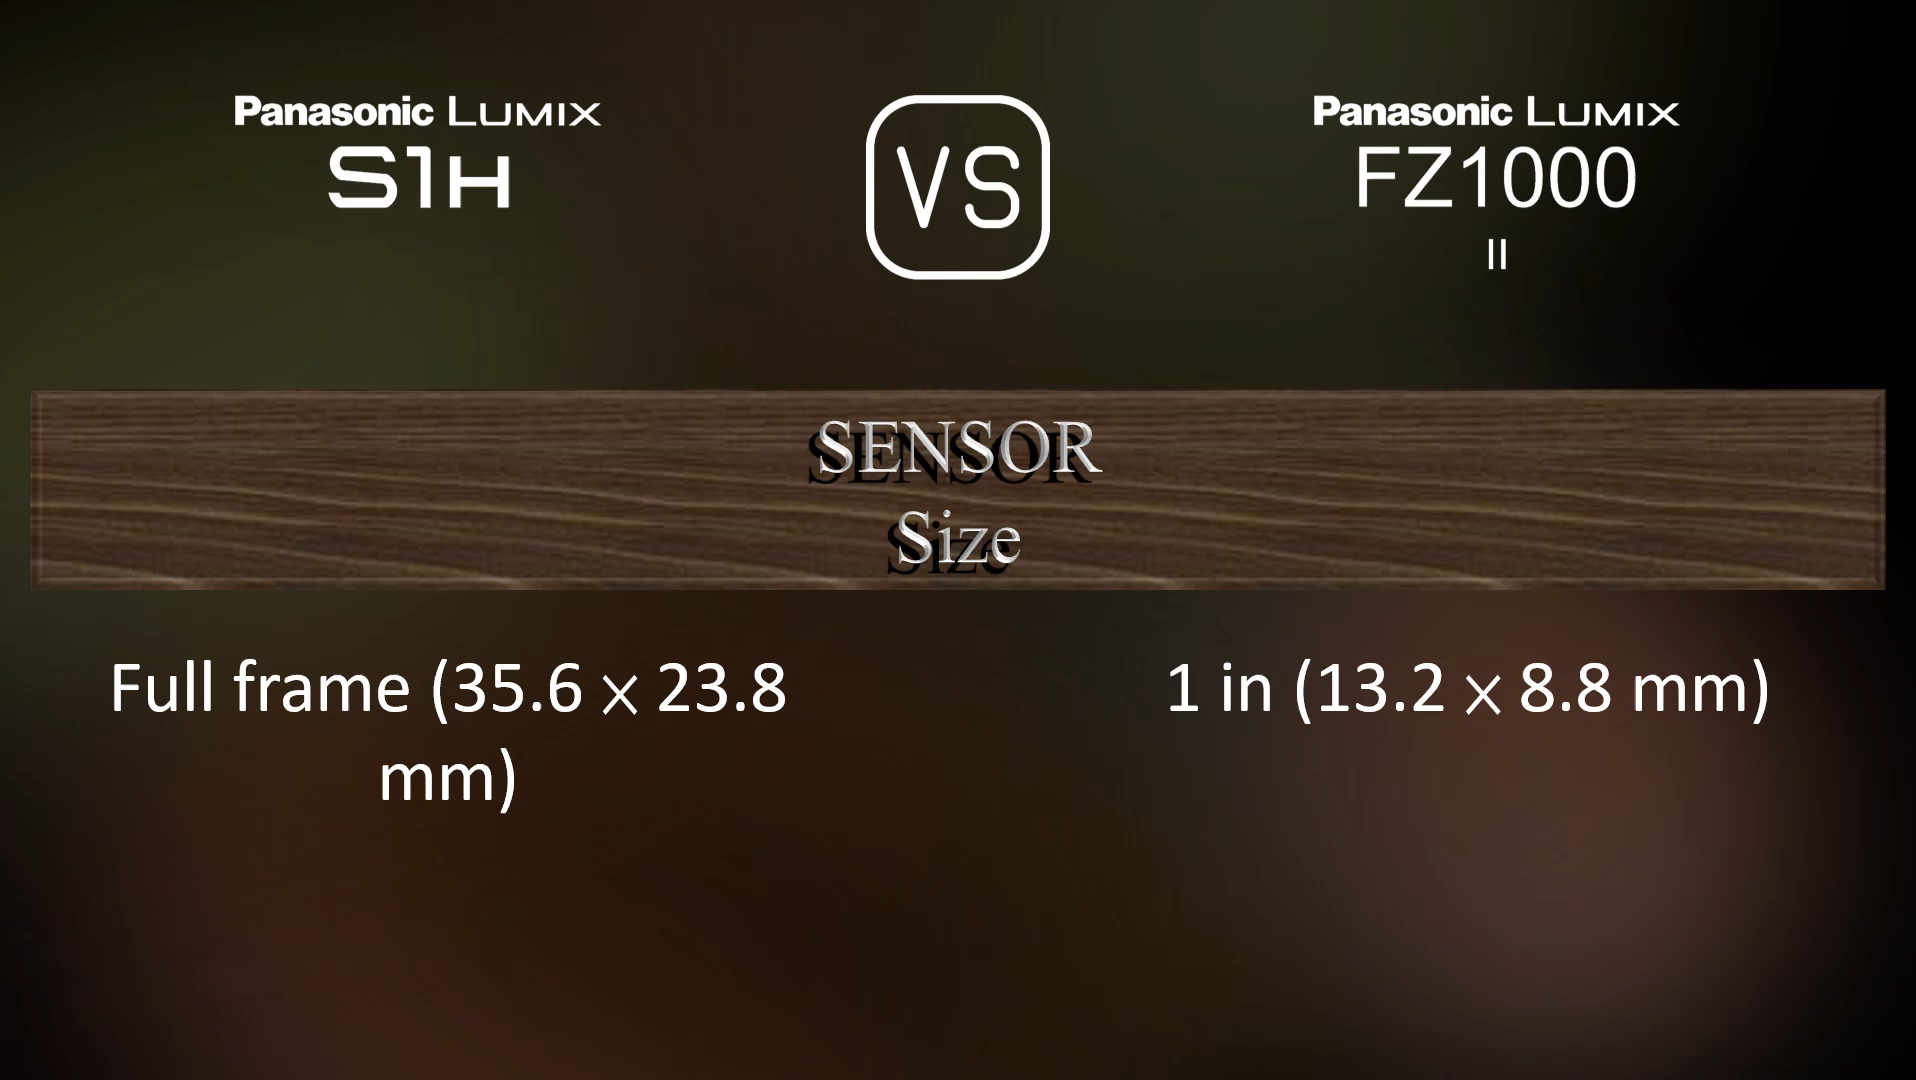 Panasonic LUMIX
S1H
VS
Panasonic LUMIX
FZ1000
II
SENSOR
Size
Full frame (35.6 x 23.8
mm)
1 in (13.2 x 8.8 mm)